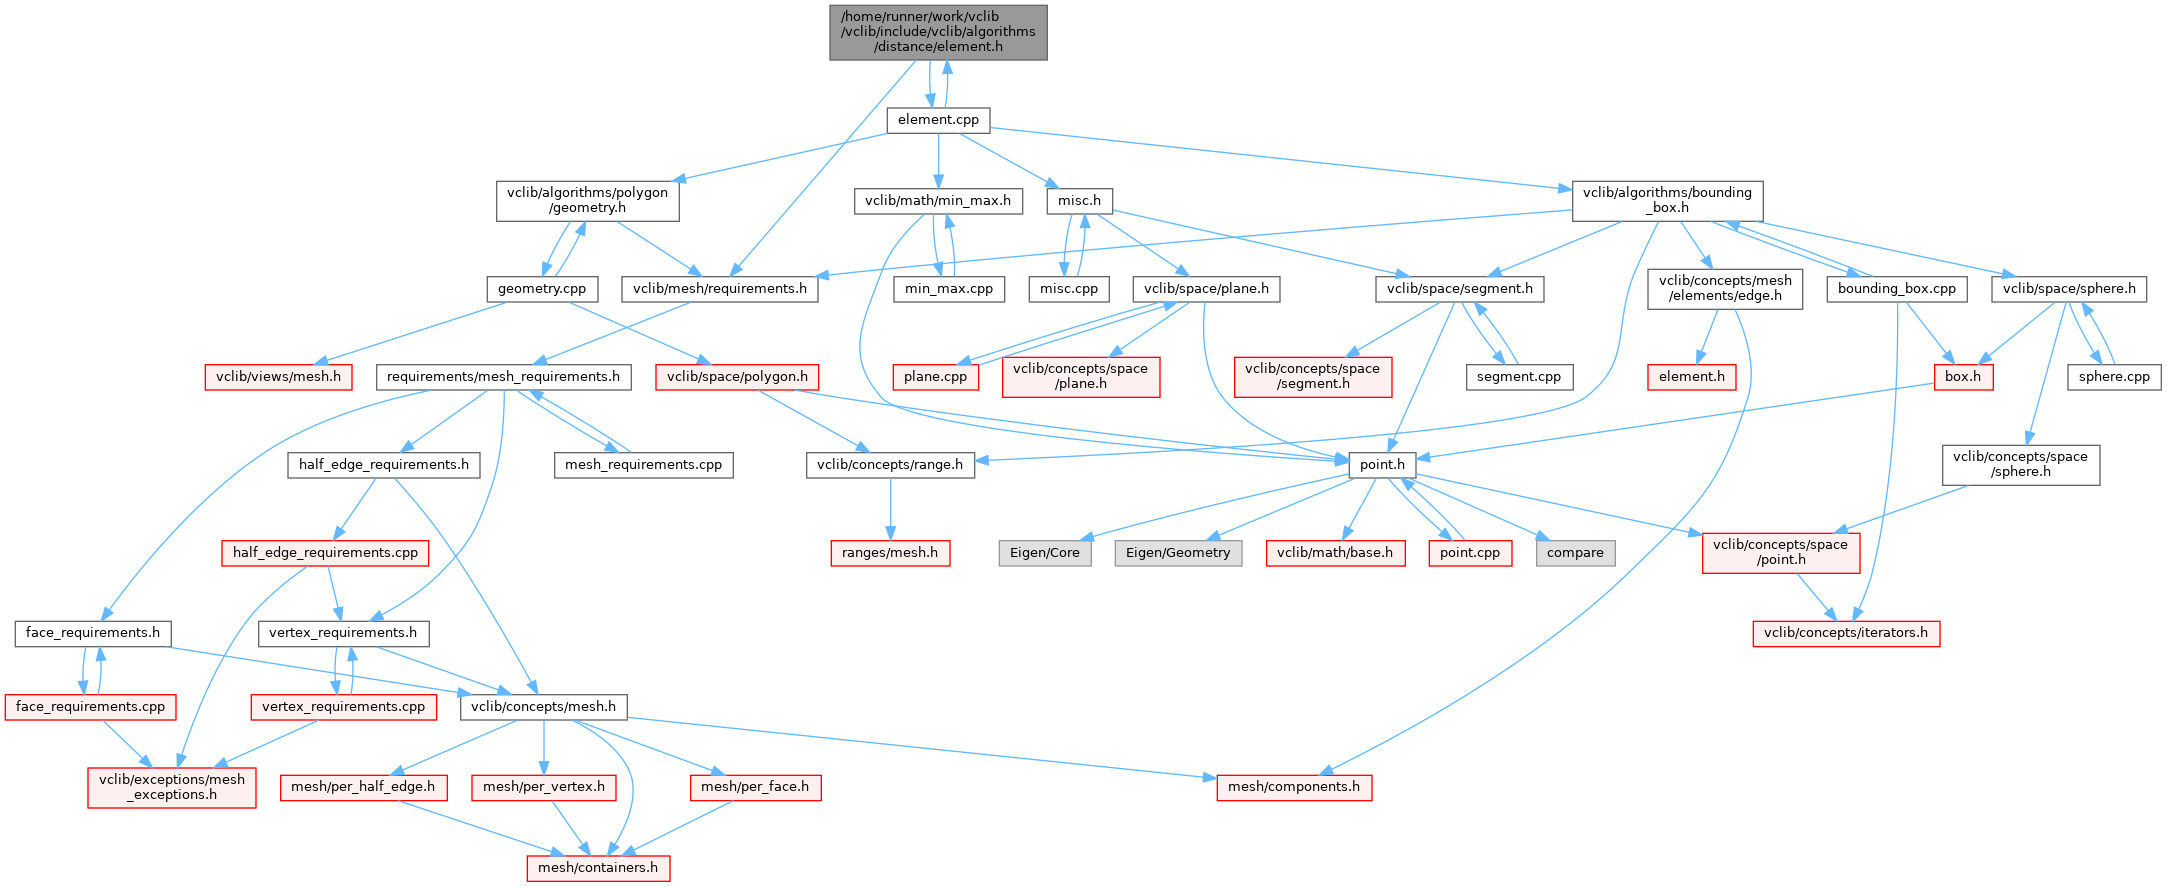 /home/runner/work/vclib
/vclib/include/vclib/algorithms
/distance/element.h
element.cpp
vclib/algorithms/polygon
/geometry.h
vclib/math/min_max.h
misc.h
vclib/algorithms/bounding
_box.h
geometry.cpp
vclib/mesh/requirements.h
min_max.cpp
misc.cpp
vclib/space/plane.h
vclib/space/segment.h
vclib/concepts/mesh
/elements/edge.h
bounding_box.cpp
vclib/space/sphere.h
vclib/views/mesh.h
requirements/mesh_requirements.h
vclib/space/polygon.h
plane.cpp
vclib/concepts/space
/plane.h
vclib/concepts/space
/segment.h
segment.cpp
element.h
box.h
sphere.cpp
half_edge_requirements.h
mesh_requirements.cpp
vclib/concepts/range.h
point.h
vclib/concepts/space
/sphere.h
half_edge_requirements.cpp
ranges/mesh.h
Eigen/Core
Eigen/Geometry
vclib/math/base.h
point.cpp
compare
vclib/concepts/space
/point.h
face_requirements.h
vertex_requirements.h
vclib/concepts/iterators.h
face_requirements.cpp
vertex_requirements.cpp
vclib/concepts/mesh.h
vclib/exceptions/mesh
_exceptions.h
mesh/per_half_edge.h
mesh/per_vertex.h
mesh/per_face.h
mesh/components.h
mesh/containers.h